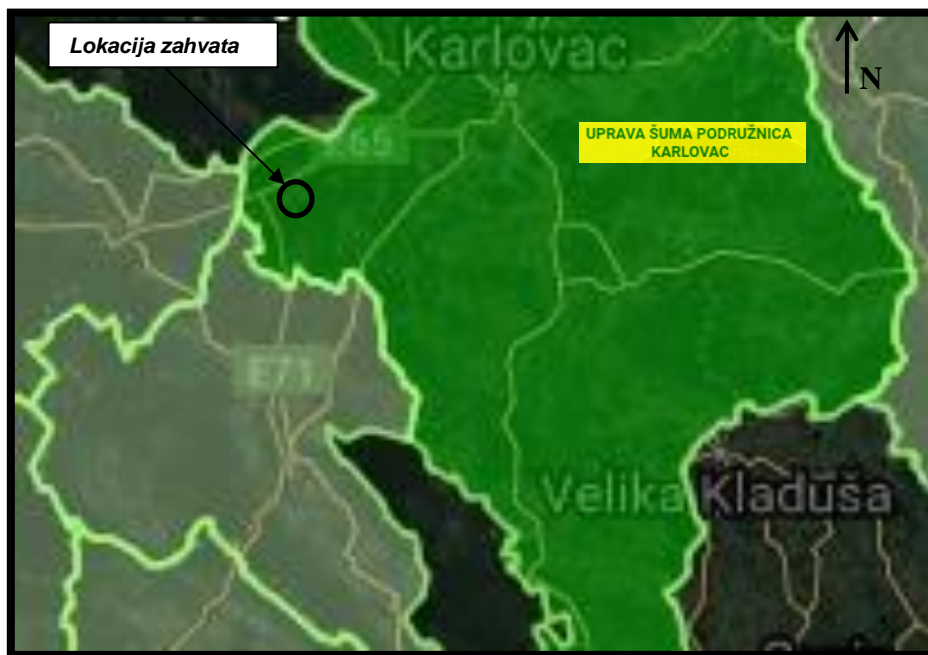 Lokacija zahvata
Karlovac
N
UPRAVA ŠUMA PODRUŽNICA
KARLOVAC
E65
E71
Velika Kladuša